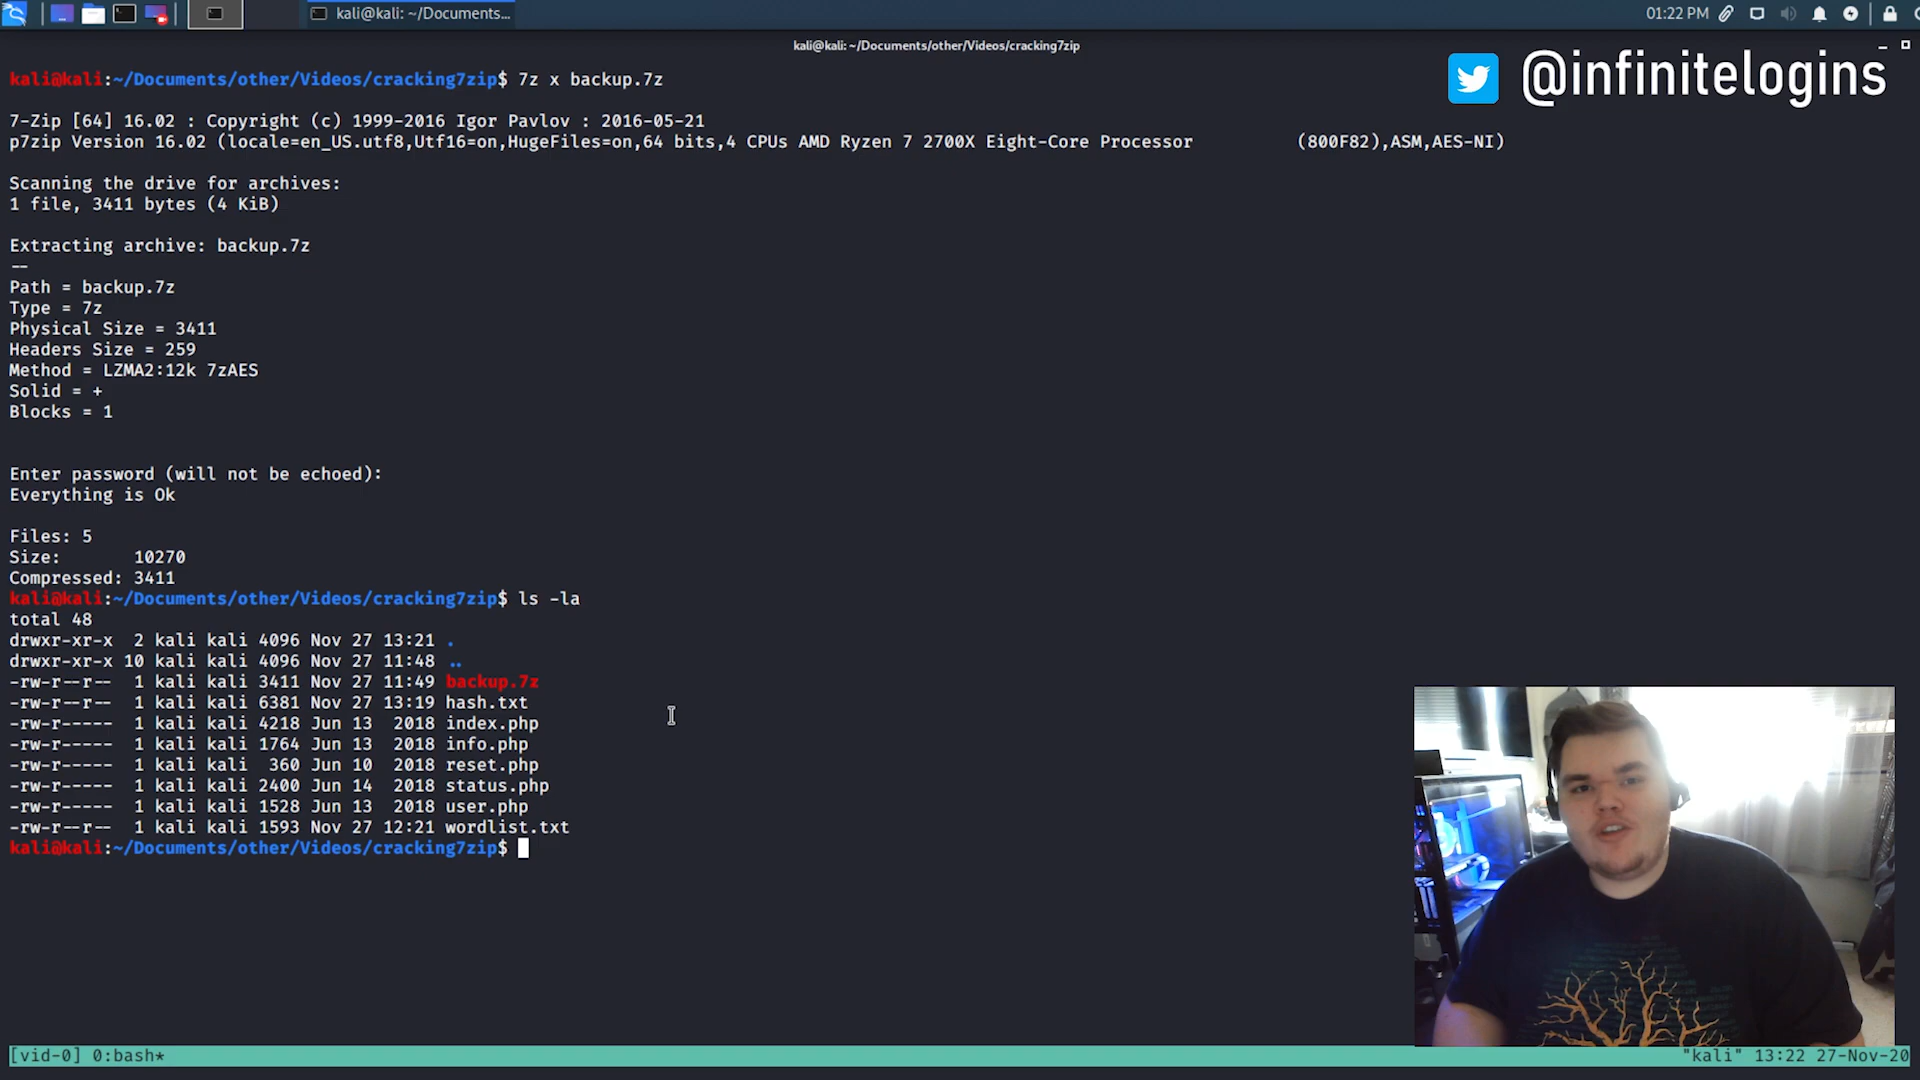 kali@kali: ~/Documents...
01:22 PM
kali@kali: ~/Documents/other/Videos/cracking7zip
@infinitelogins
kali@kali:~/Documents/other/Videos/cracking7zip$ 7z x backup.7z
7-Zip [64] 16.02 : Copyright (c) 1999-2016 Igor Pavlov : 2016-05-21
p7zip Version 16.02 (locale=en_US.utf8,Utf16=on,HugeFiles=on,64 bits,4 CPUs AMD Ryzen 7 2700X Eight-Core Processor (800F82),ASM,AES-NI)
Scanning the drive for archives:
1 file, 3411 bytes (4 KiB)
Extracting archive: backup.7z
--
Path = backup.7z
Type = 7z
Physical Size = 3411
Headers Size = 259
Method = LZMA2:12k 7zAES
Solid = +
Blocks = 1
Enter password (will not be echoed):
Everything is Ok
Files: 5
Size: 10270
Compressed: 3411
kali@kali:~/Documents/other/Videos/cracking7zip$ ls -la
total 48
drwxr-xr-x 2 kali kali 4096 Nov 27 13:21 .
drwxr-xr-x 10 kali kali 4096 Nov 27 11:48 ..
-rw-r--r-- 1 kali kali 3411 Nov 27 11:49 backup.7z
-rw-r--r-- 1 kali kali 6381 Nov 27 13:19 hash.txt
-rw-r----- 1 kali kali 4218 Jun 13 2018 index.php
-rw-r----- 1 kali kali 1764 Jun 13 2018 info.php
-rw-r----- 1 kali kali 360 Jun 10 2018 reset.php
-rw-r----- 1 kali kali 2400 Jun 14 2018 status.php
-rw-r----- 1 kali kali 1528 Jun 13 2018 user.php
-rw-r--r-- 1 kali kali 1593 Nov 27 12:21 wordlist.txt
kali@kali:~/Documents/other/Videos/cracking7zip$
[vid-0] 0:bash*
"kali" 13:22 27-Nov-20